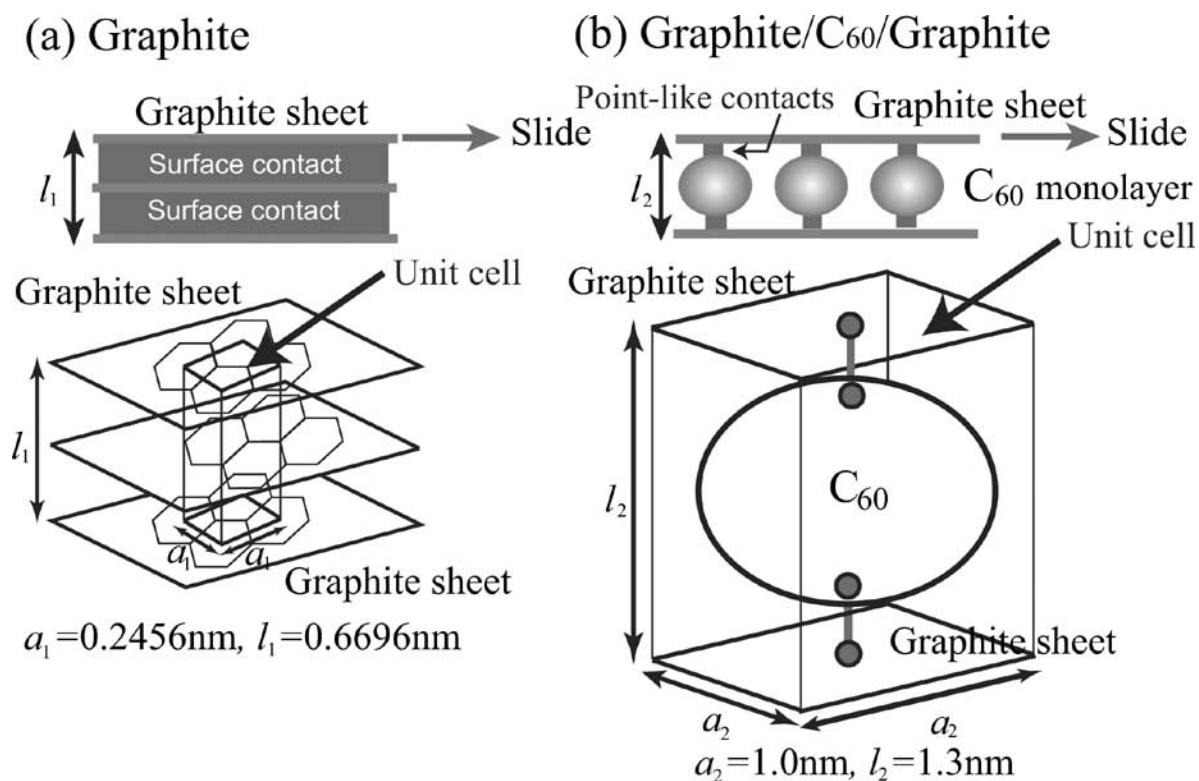 (a) Graphite
Graphite sheet
Slide
Surface contact
Surface contact
l₁
Unit cell
Graphite sheet
l₁
a₁
a₁
Graphite sheet
a₁=0.2456nm, l₁=0.6696nm
(b) Graphite/C₆₀/Graphite
Point-like contacts
Graphite sheet
Slide
l₂
C₆₀ monolayer
Unit cell
Graphite sheet
l₂
C₆₀
Graphite sheet
a₂
a₂
a₂=1.0nm, l₂=1.3nm